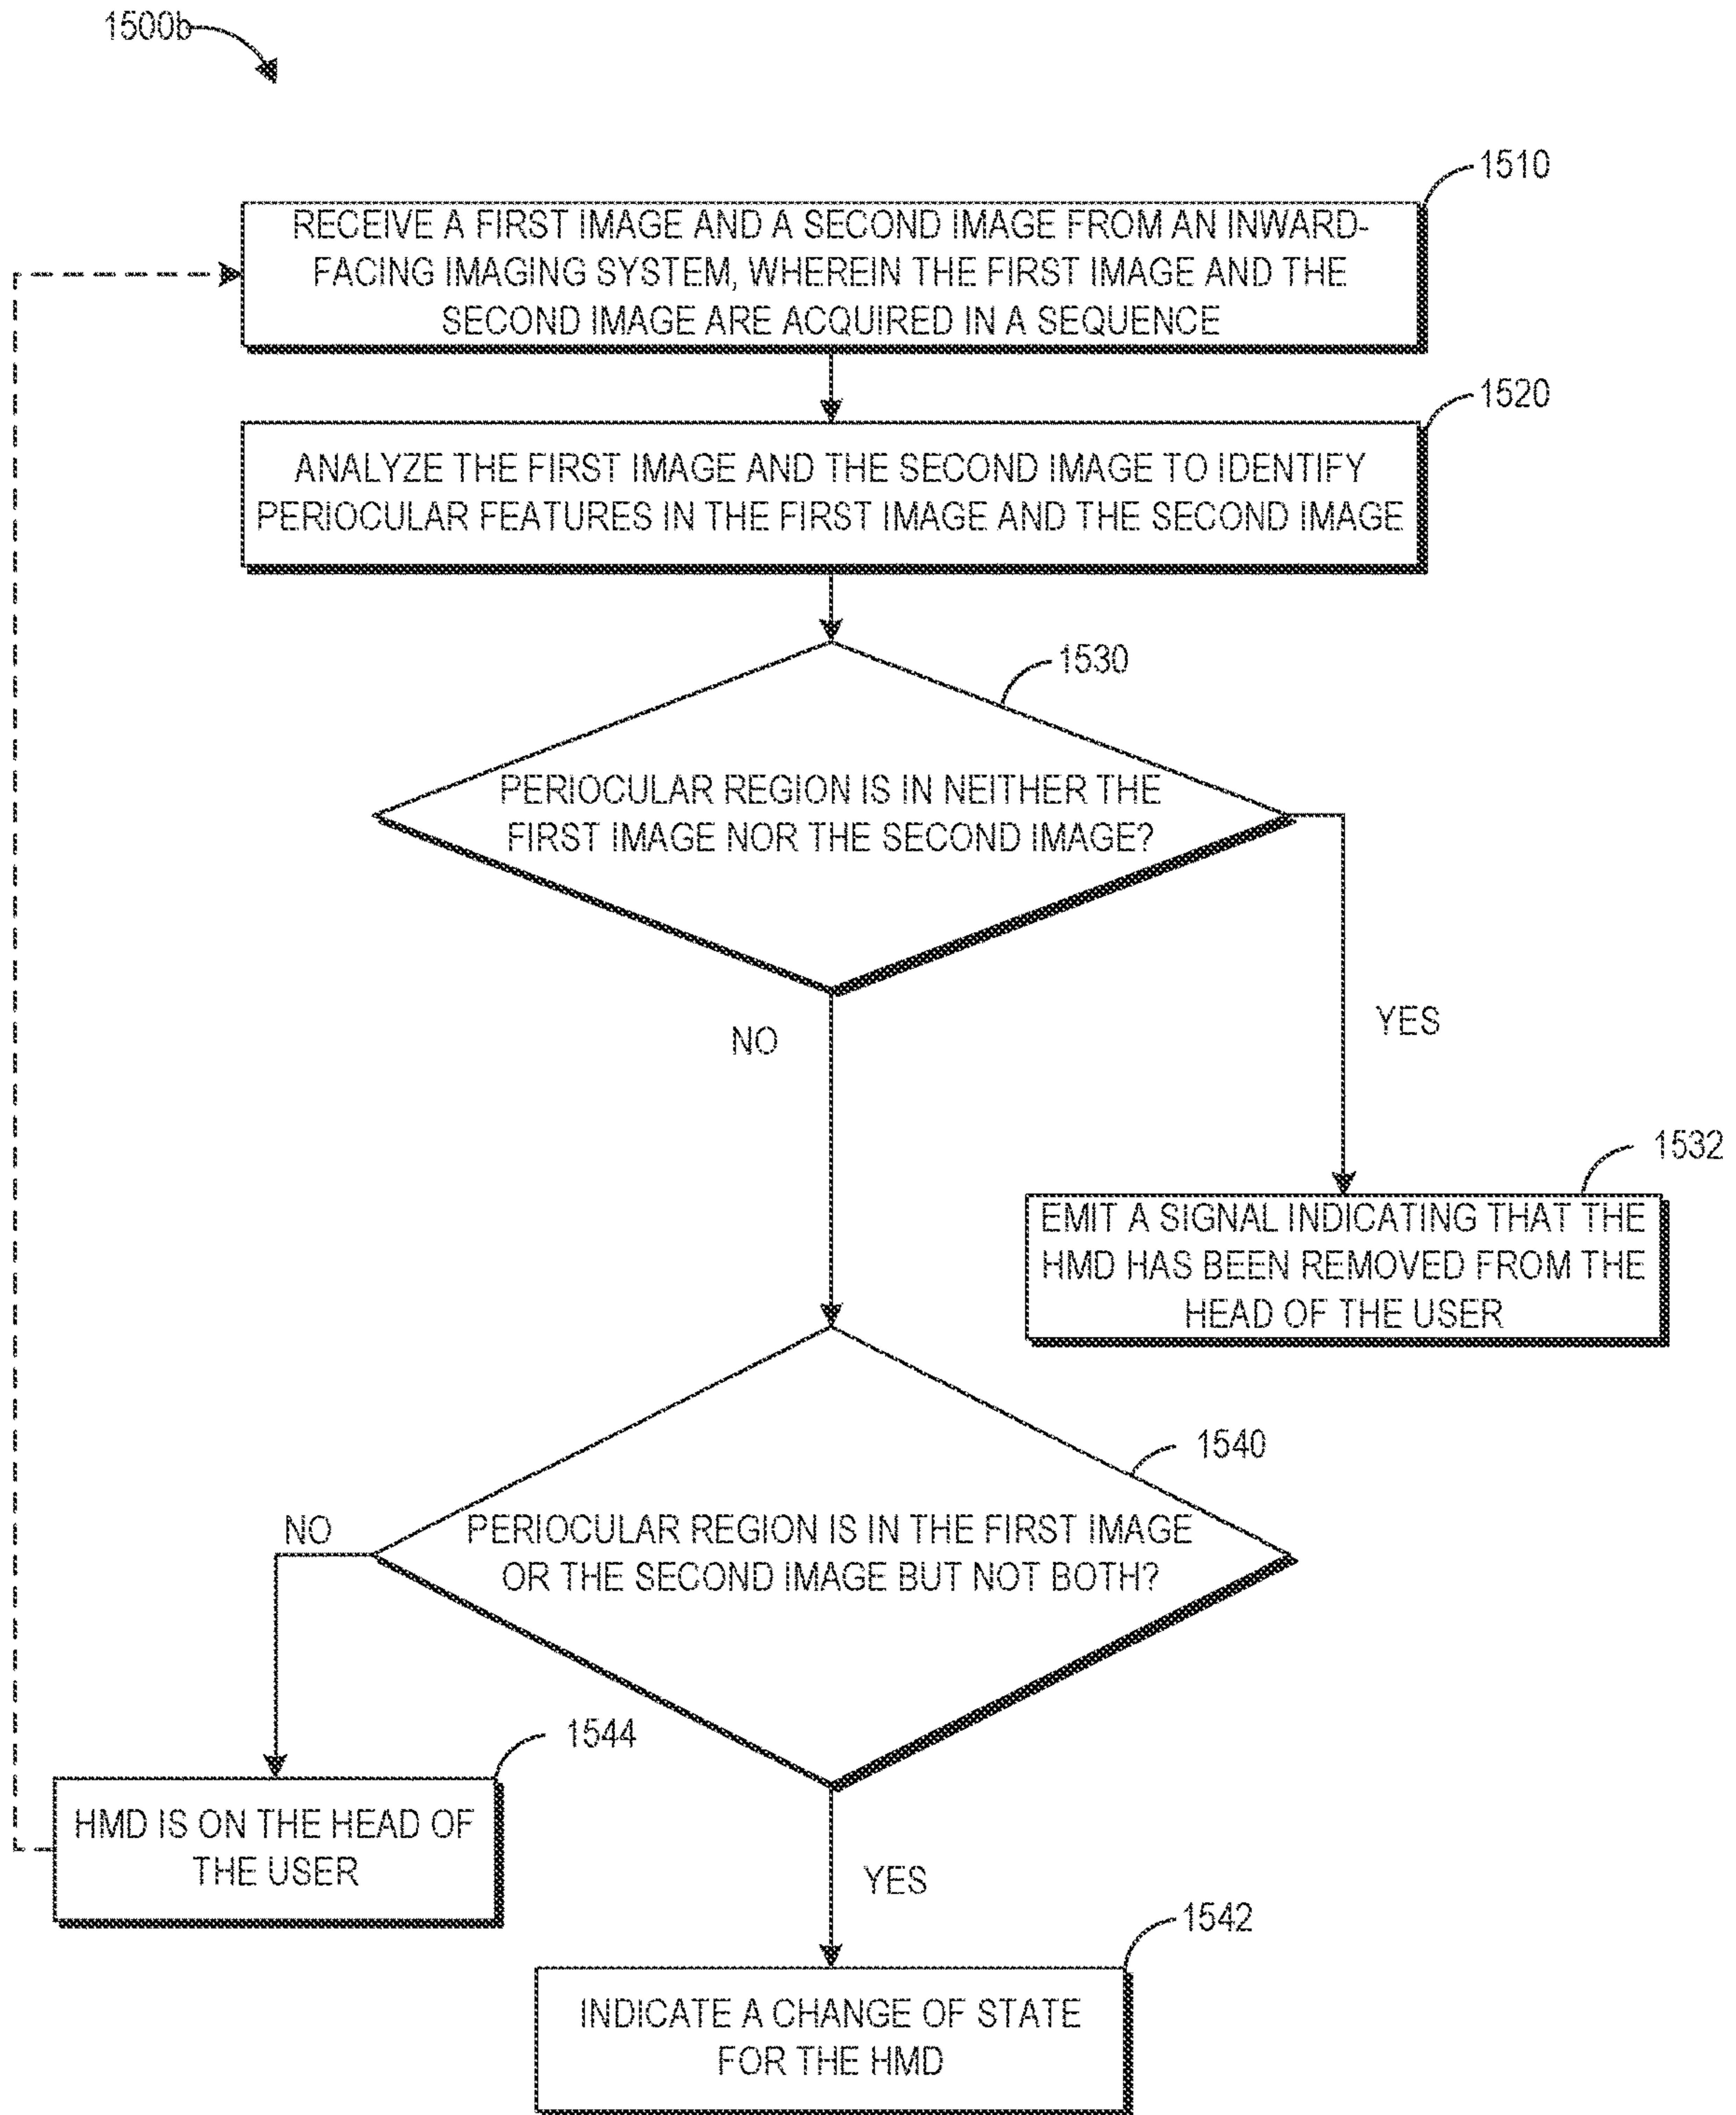 1500b
1510
RECEIVE A FIRST IMAGE AND A SECOND IMAGE FROM AN INWARD-
FACING IMAGING SYSTEM, WHEREIN THE FIRST IMAGE AND THE
SECOND IMAGE ARE ACQUIRED IN A SEQUENCE
1520
ANALYZE THE FIRST IMAGE AND THE SECOND IMAGE TO IDENTIFY
PERIOCULAR FEATURES IN THE FIRST IMAGE AND THE SECOND IMAGE
1530
PERIOCULAR REGION IS IN NEITHER THE
FIRST IMAGE NOR THE SECOND IMAGE?
NO
YES
1532
EMIT A SIGNAL INDICATING THAT THE
HMD HAS BEEN REMOVED FROM THE
HEAD OF THE USER
1540
PERIOCULAR REGION IS IN THE FIRST IMAGE
OR THE SECOND IMAGE BUT NOT BOTH?
NO
1544
HMD IS ON THE HEAD OF
THE USER
YES
1542
INDICATE A CHANGE OF STATE
FOR THE HMD